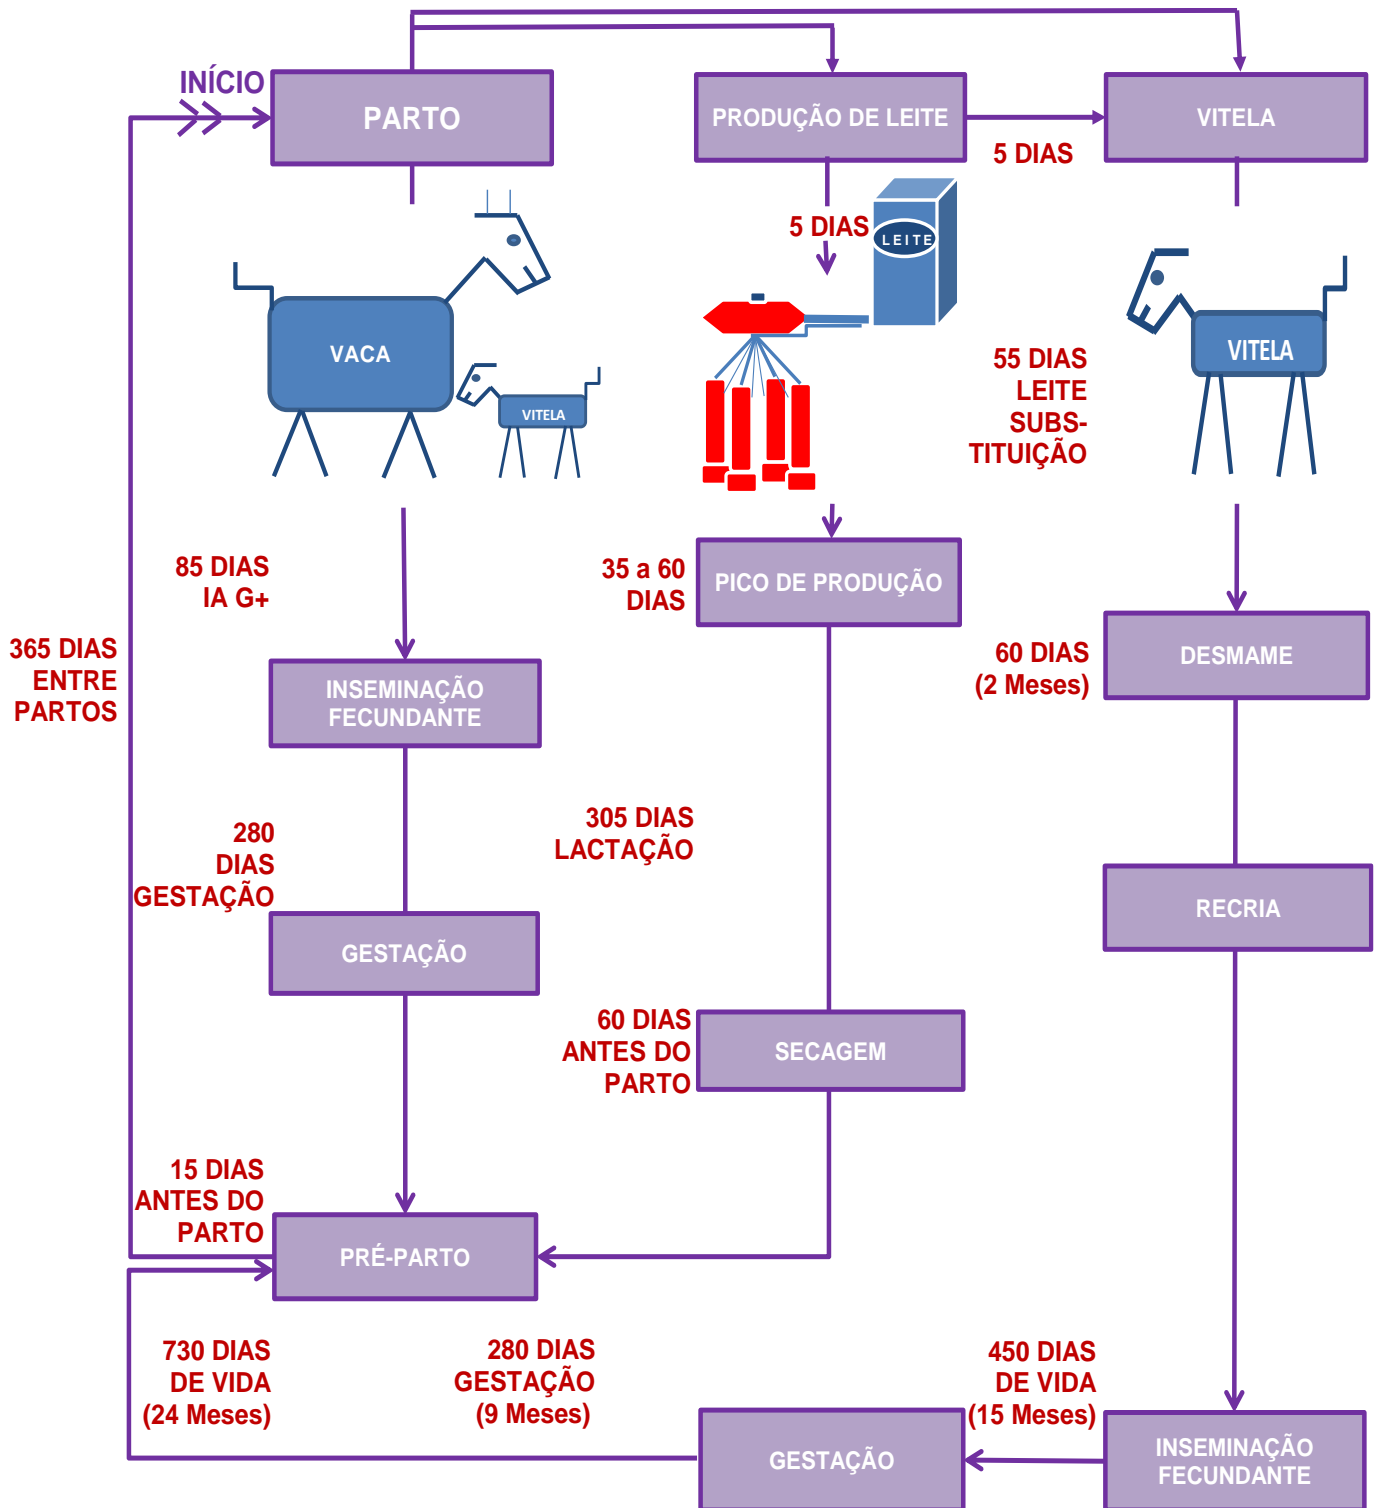 INÍCIO
PARTO
PRODUÇÃO DE LEITE
VITELA
5 DIAS
5 DIAS
LEITE
VACA
VITELA
VITELA
55 DIAS
LEITE
SUBS-
TITUIÇÃO
85 DIAS
IA G+
35 a 60
DIAS
PICO DE PRODUÇÃO
365 DIAS
ENTRE
PARTOS
INSEMINAÇÃO
FECUNDANTE
60 DIAS
(2 Meses)
DESMAME
280
DIAS
GESTAÇÃO
305 DIAS
LACTAÇÃO
RECRIA
GESTAÇÃO
60 DIAS
ANTES DO
PARTO
SECAGEM
15 DIAS
ANTES DO
PARTO
PRÉ-PARTO
730 DIAS
DE VIDA
(24 Meses)
280 DIAS
GESTAÇÃO
(9 Meses)
450 DIAS
DE VIDA
(15 Meses)
GESTAÇÃO
INSEMINAÇÃO
FECUNDANTE